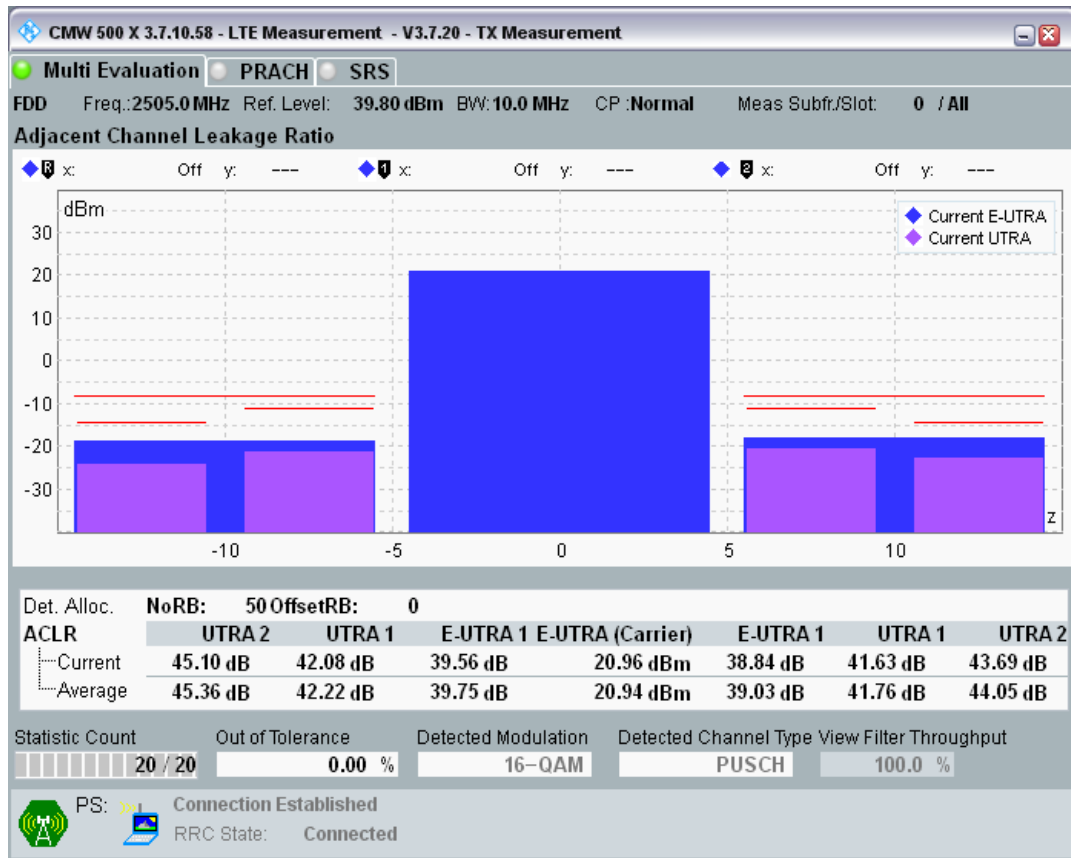 CMW 500 X 3.7.10.58 - LTE Measurement - V3.7.20 - TX Measurement
Multi Evaluation PRACH SRS
FDD Freq.:2505.0 MHz Ref. Level: 39.80 dBm BW:10.0 MHz CP :Normal Meas Subfr./Slot: 0 / All
Adjacent Channel Leakage Ratio
R x: Off y: --- 1 x: Off y: --- 2 x: Off y: ---
dBm
Current E-UTRA
Current UTRA
30
20
10
0
-10
-20
-30
z
-10 -5 0 5 10
Det. Alloc. NoRB: 50 OffsetRB: 0
ACLR UTRA 2 UTRA 1 E-UTRA 1 E-UTRA (Carrier) E-UTRA 1 UTRA 1 UTRA 2
Current 45.10 dB 42.08 dB 39.56 dB 20.96 dBm 38.84 dB 41.63 dB 43.69 dB
Average 45.36 dB 42.22 dB 39.75 dB 20.94 dBm 39.03 dB 41.76 dB 44.05 dB
Statistic Count Out of Tolerance Detected Modulation Detected Channel Type View Filter Throughput
20 / 20 0.00 % 16-QAM PUSCH 100.0 %
PS: Connection Established
RRC State: Connected